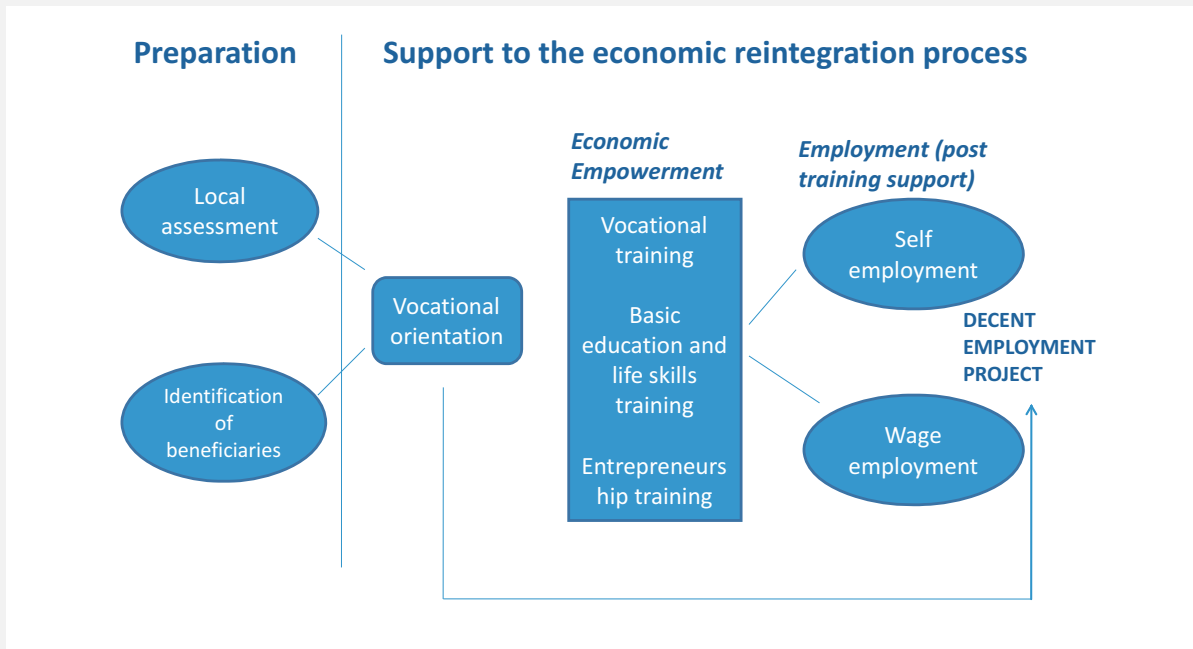 Preparation
Support to the economic reintegration process
Local
assessment
Identification
of
beneficiaries
Vocational
orientation
Economic
Empowerment
Vocational
training
Basic
education and
life skills
training
Entrepreneurs
hip training
Employment (post
training support)
Self
employment
DECENT
EMPLOYMENT
PROJECT
Wage
employment